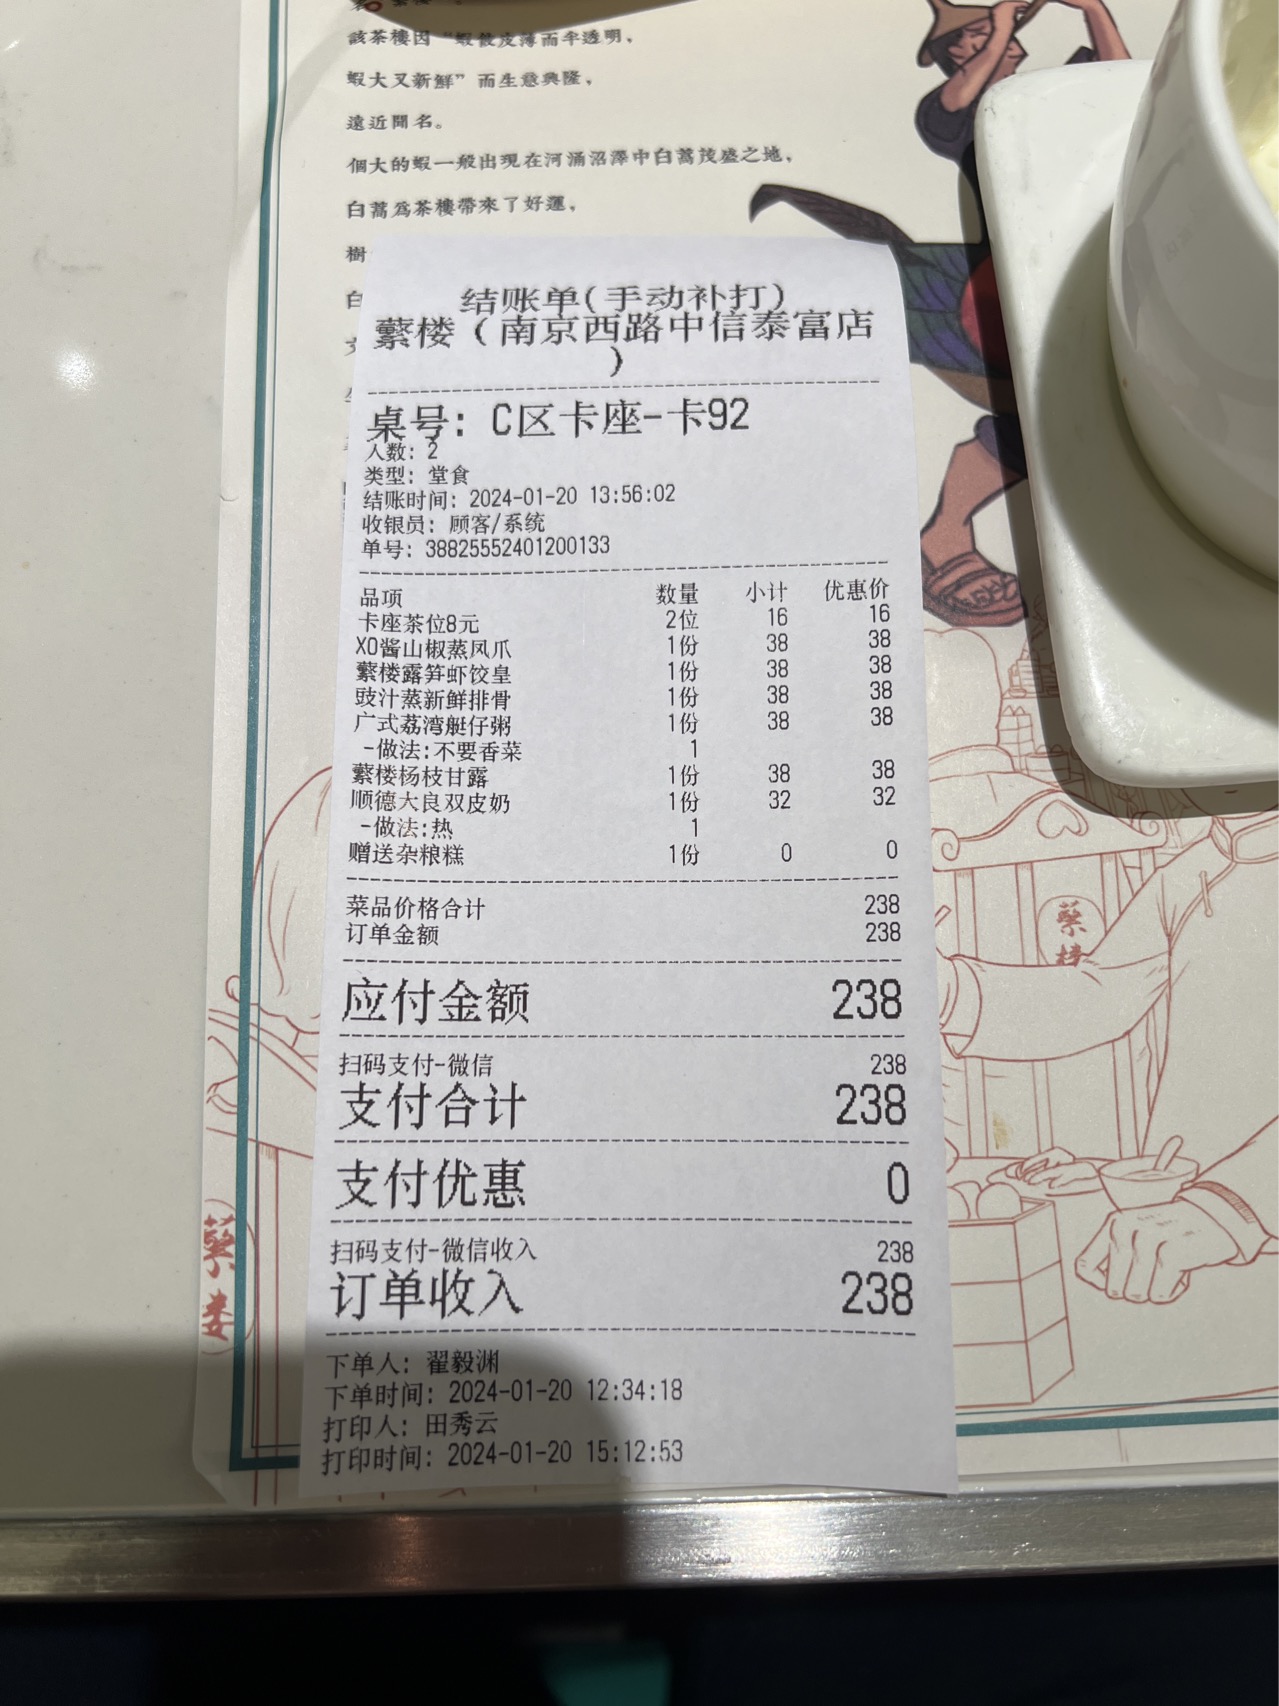 該茶樓因“蝦餃皮薄而半透明，
蝦大又新鮮”而生意興隆，
遠近聞名。
個大的蝦一般出現在河涌沼澤中白蒿茂盛之地，
白蒿爲茶樓帶來了好運，
樹
白
结账单(手动补打)
蘩楼（南京西路中信泰富店
）
桌号: C区卡座-卡92
人数: 2
类型: 堂食
结账时间: 2024-01-20 13:56:02
收银员: 顾客/系统
单号: 38825552401200133
品项 数量 小计 优惠价
卡座茶位8元 2位 16 16
XO酱山椒蒸凤爪 1份 38 38
蘩楼露笋虾饺皇 1份 38 38
豉汁蒸新鲜排骨 1份 38 38
广式荔湾艇仔粥 1份 38 38
-做法:不要香菜 1
蘩楼杨枝甘露 1份 38 38
顺德大良双皮奶 1份 32 32
-做法:热 1
赠送杂粮糕 1份 0 0
菜品价格合计 238
订单金额 238
应付金额 238
扫码支付-微信 238
支付合计 238
支付优惠 0
扫码支付-微信收入 238
订单收入 238
下单人: 翟毅渊
下单时间: 2024-01-20 12:34:18
打印人: 田秀云
打印时间: 2024-01-20 15:12:53